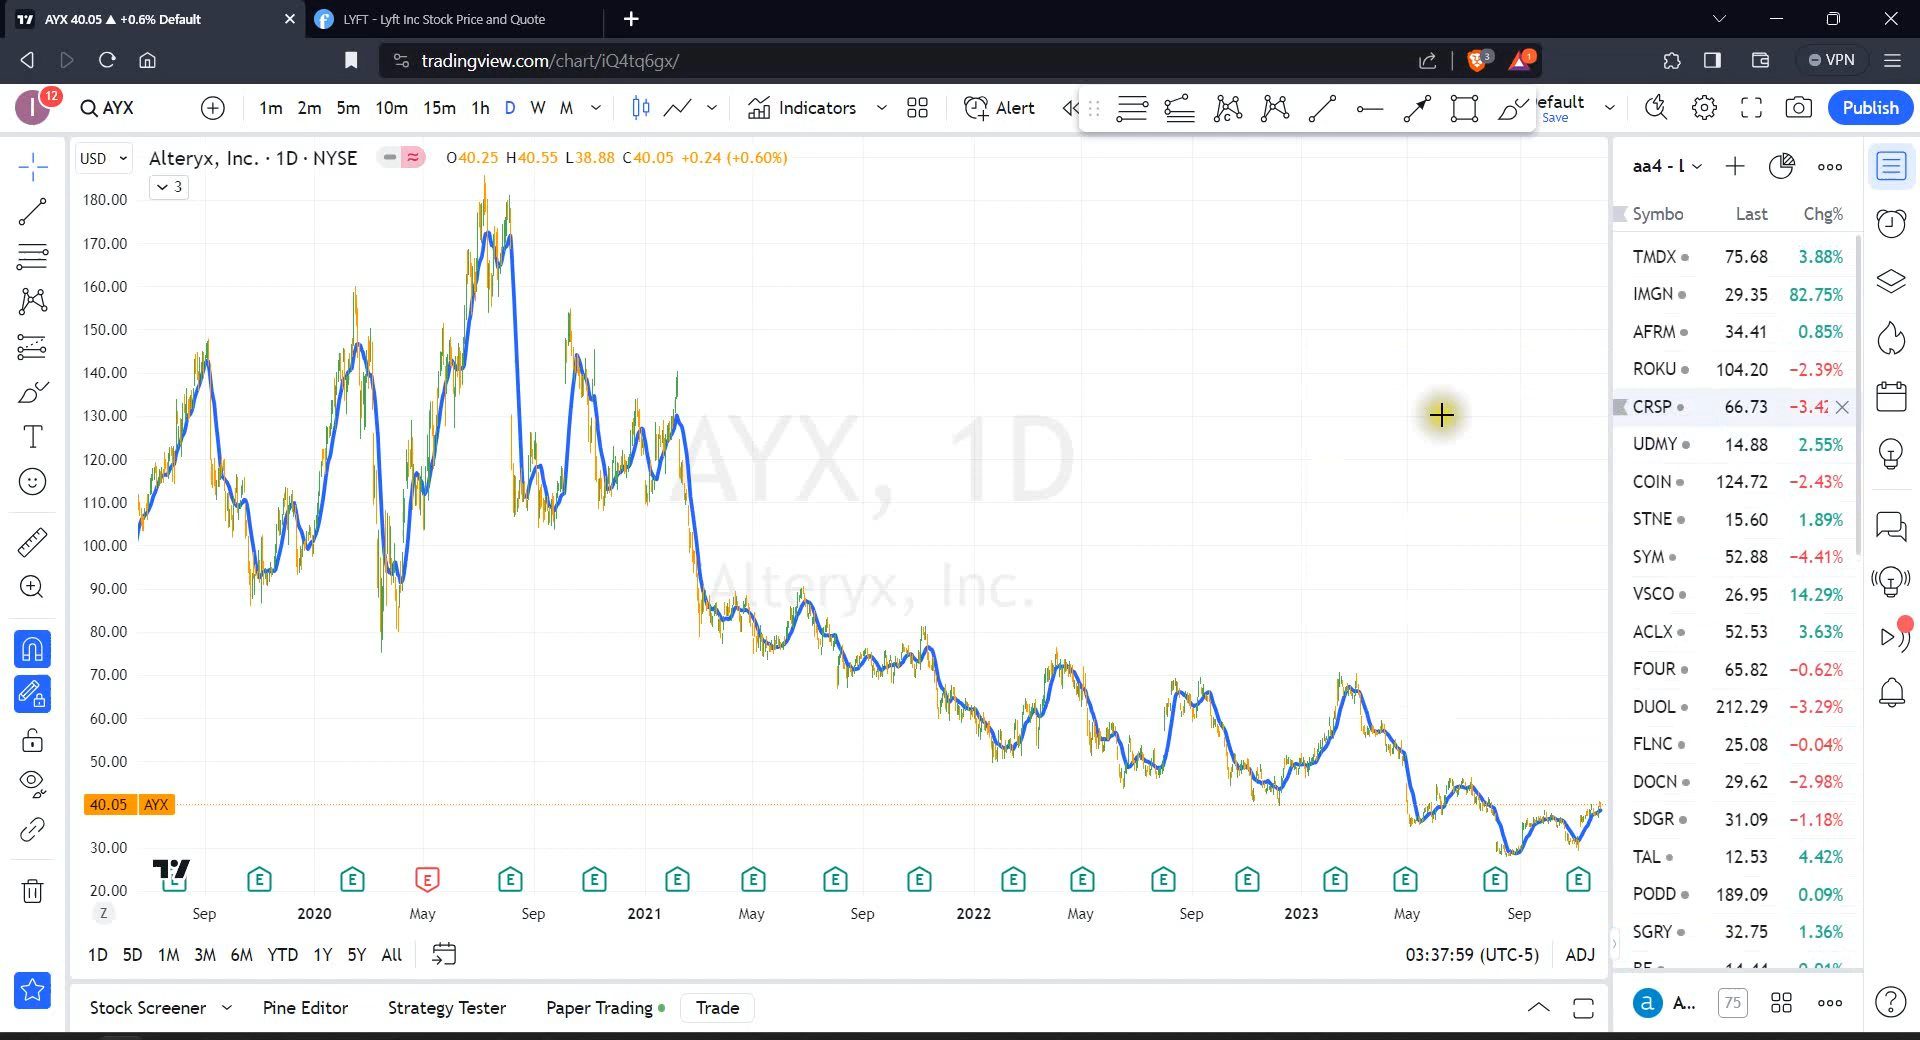 AYX 40.05 ▲ +0.6% Default
LYFT - Lyft Inc Stock Price and Quote
tradingview.com/chart/iQ4tq6gx/
3
1
VPN
I
12
AYX
1m 2m 5m 10m 15m 1h D W M
Indicators
Alert
efault
Save
Publish
USD
Alteryx, Inc. · 1D · NYSE
O40.25 H40.55 L38.88 C40.05 +0.24 (+0.60%)
3
180.00
170.00
160.00
150.00
140.00
130.00
120.00
110.00
100.00
90.00
80.00
70.00
60.00
50.00
40.05 AYX
30.00
20.00
AYX, 1D
Alteryx, Inc.
E E E E E E E E E E E E E E E E E E
Z
Sep 2020 May Sep 2021 May Sep 2022 May Sep 2023 May Sep
1D 5D 1M 3M 6M YTD 1Y 5Y All
03:37:59 (UTC-5) ADJ
Stock Screener Pine Editor Strategy Tester Paper Trading Trade
aa4 - L
Symbo Last Chg%
TMDX 75.68 3.88%
IMGN 29.35 82.75%
AFRM 34.41 0.85%
ROKU 104.20 −2.39%
CRSP 66.73 −3.42
UDMY 14.88 2.55%
COIN 124.72 −2.43%
STNE 15.60 1.89%
SYM 52.88 −4.41%
VSCO 26.95 14.29%
ACLX 52.53 3.63%
FOUR 65.82 −0.62%
DUOL 212.29 −3.29%
FLNC 25.08 −0.04%
DOCN 29.62 −2.98%
SDGR 31.09 −1.18%
TAL 12.53 4.42%
PODD 189.09 0.09%
SGRY 32.75 1.36%
a A... 75